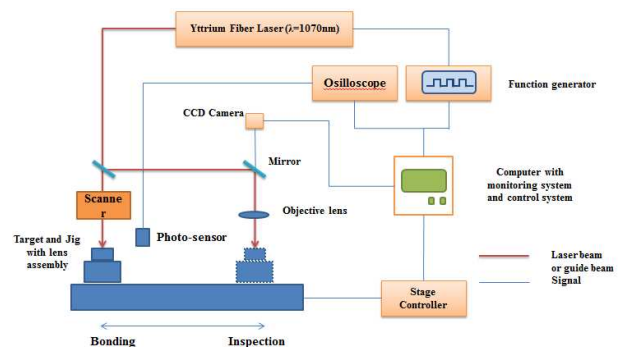 Yttrium Fiber Laser (λ=1070nm)
Osilloscope
Function generator
CCD Camera
Mirror
Computer with
monitoring system
and control system
Scanne
r
Objective lens
Target and Jig
with lens
assembly
Photo-sensor
Laser beam
or guide beam
Signal
Stage
Controller
Bonding
Inspection